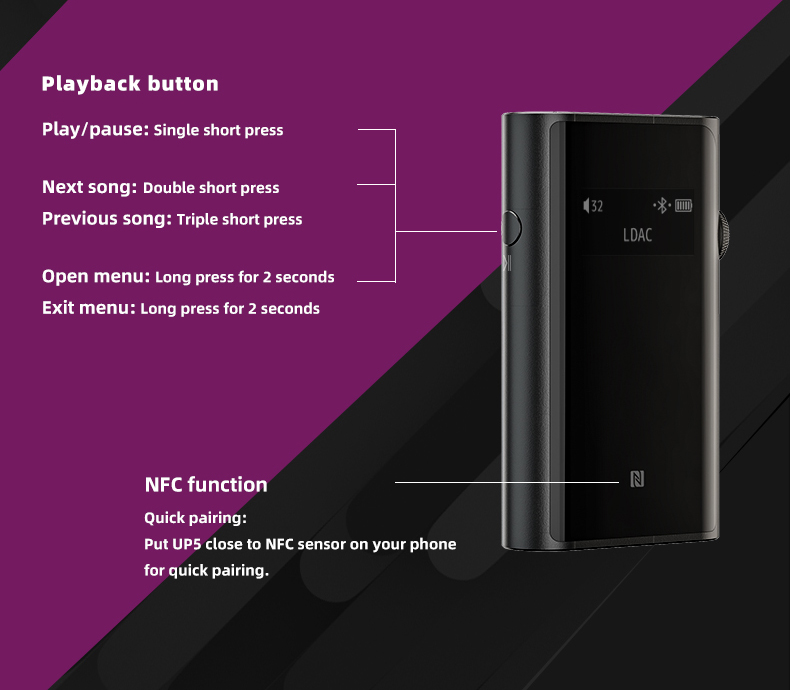 Playback button
Play/pause: Single short press
Next song: Double short press
Previous song: Triple short press
Open menu: Long press for 2 seconds
Exit menu: Long press for 2 seconds
32
LDAC
NFC function
Quick pairing:
Put UP5 close to NFC sensor on your phone
for quick pairing.